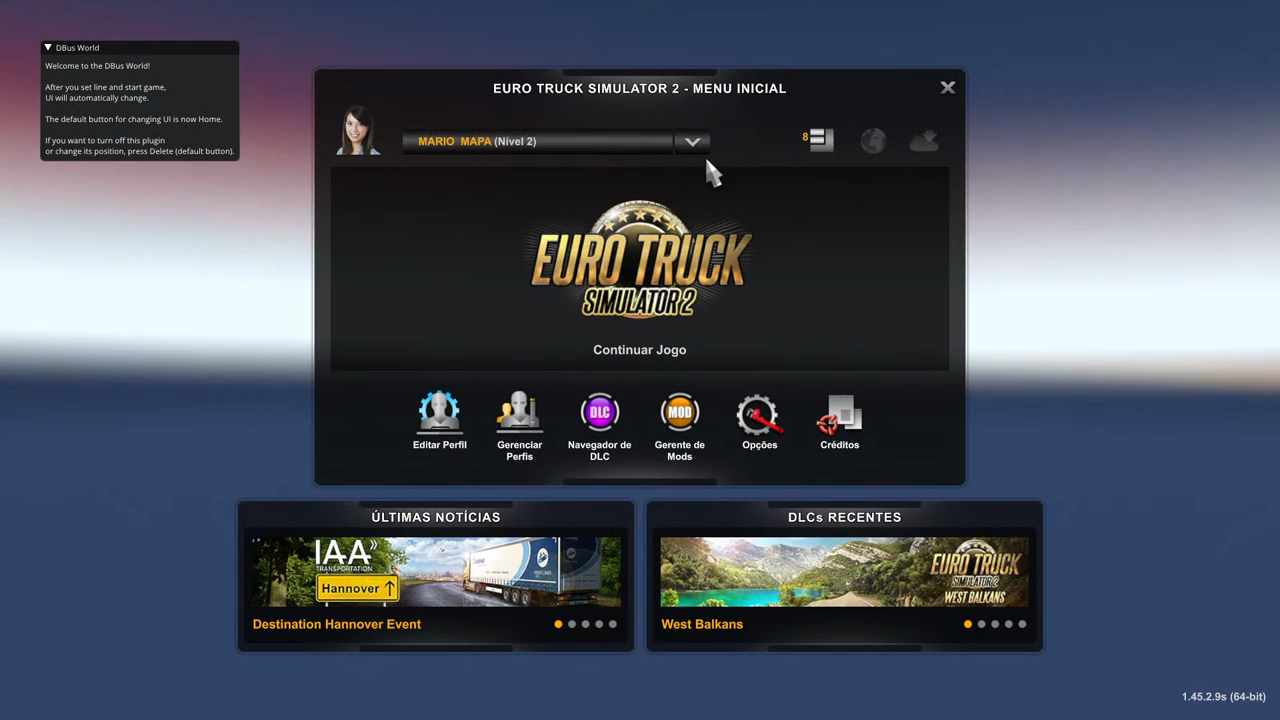 DBus World
Welcome to the DBus World!
After you set line and start game,
UI will automatically change.
The default button for changing UI is now Home.
If you want to turn off this plugin
or change its position, press Delete (default button).
EURO TRUCK SIMULATOR 2 - MENU INICIAL
MARIO MAPA (Nível 2)
8
EURO TRUCK
SIMULATOR 2
Continuar Jogo
Editar Perfil
Gerenciar
Perfis
DLC
Navegador de
DLC
MOD
Gerente de
Mods
Opções
Créditos
ÚLTIMAS NOTÍCIAS
IAA
TRANSPORTATION
Hannover
Destination Hannover Event
DLCs RECENTES
EURO TRUCK
SIMULATOR 2
WEST BALKANS
West Balkans
1.45.2.9s (64-bit)